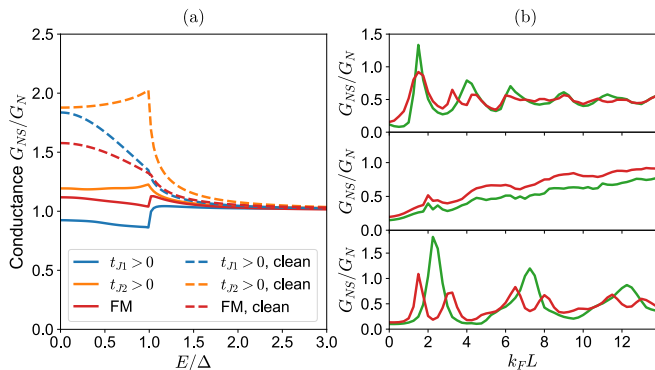 (a)
2.5
2.0
1.5
1.0
0.5
0.0
Conductance G_{NS}/G_N
t_{J1} > 0
t_{J2} > 0
FM
t_{J1} > 0, clean
t_{J2} > 0, clean
FM, clean
0.0 0.5 1.0 1.5 2.0 2.5 3.0
E/Δ
(b)
1.5
1.0
0.5
0.0
G_{NS}/G_N
1.0
0.5
0.0
G_{NS}/G_N
1.5
1.0
0.5
0.0
G_{NS}/G_N
0 2 4 6 8 10 12
k_F L